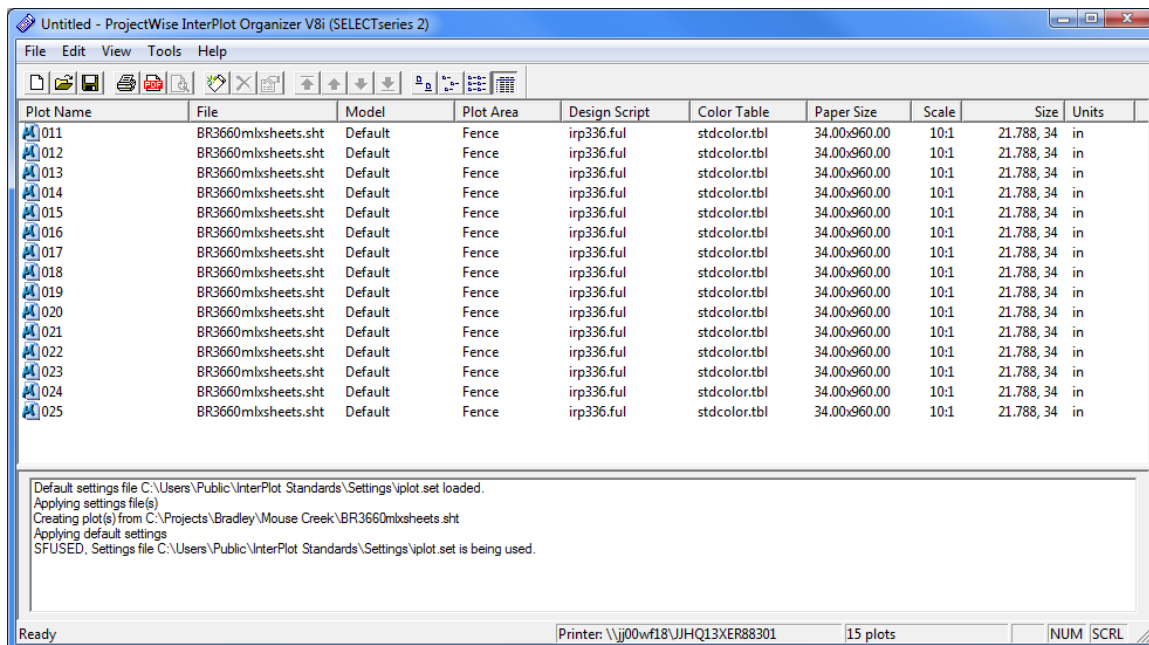 Untitled - ProjectWise InterPlot Organizer V8i (SELECTseries 2)
File Edit View Tools Help
PDF
Plot Name File Model Plot Area Design Script Color Table Paper Size Scale Size Units
011 BR3660mlxsheets.sht Default Fence irp336.ful stdcolor.tbl 34.00x960.00 10:1 21.788, 34 in
012 BR3660mlxsheets.sht Default Fence irp336.ful stdcolor.tbl 34.00x960.00 10:1 21.788, 34 in
013 BR3660mlxsheets.sht Default Fence irp336.ful stdcolor.tbl 34.00x960.00 10:1 21.788, 34 in
014 BR3660mlxsheets.sht Default Fence irp336.ful stdcolor.tbl 34.00x960.00 10:1 21.788, 34 in
015 BR3660mlxsheets.sht Default Fence irp336.ful stdcolor.tbl 34.00x960.00 10:1 21.788, 34 in
016 BR3660mlxsheets.sht Default Fence irp336.ful stdcolor.tbl 34.00x960.00 10:1 21.788, 34 in
017 BR3660mlxsheets.sht Default Fence irp336.ful stdcolor.tbl 34.00x960.00 10:1 21.788, 34 in
018 BR3660mlxsheets.sht Default Fence irp336.ful stdcolor.tbl 34.00x960.00 10:1 21.788, 34 in
019 BR3660mlxsheets.sht Default Fence irp336.ful stdcolor.tbl 34.00x960.00 10:1 21.788, 34 in
020 BR3660mlxsheets.sht Default Fence irp336.ful stdcolor.tbl 34.00x960.00 10:1 21.788, 34 in
021 BR3660mlxsheets.sht Default Fence irp336.ful stdcolor.tbl 34.00x960.00 10:1 21.788, 34 in
022 BR3660mlxsheets.sht Default Fence irp336.ful stdcolor.tbl 34.00x960.00 10:1 21.788, 34 in
023 BR3660mlxsheets.sht Default Fence irp336.ful stdcolor.tbl 34.00x960.00 10:1 21.788, 34 in
024 BR3660mlxsheets.sht Default Fence irp336.ful stdcolor.tbl 34.00x960.00 10:1 21.788, 34 in
025 BR3660mlxsheets.sht Default Fence irp336.ful stdcolor.tbl 34.00x960.00 10:1 21.788, 34 in
Default settings file C:\Users\Public\InterPlot Standards\Settings\iplot.set loaded.
Applying settings file(s)
Creating plot(s) from C:\Projects\Bradley\Mouse Creek\BR3660mlxsheets.sht
Applying default settings
SFUSED, Settings file C:\Users\Public\InterPlot Standards\Settings\iplot.set is being used.
Ready Printer: \\jj00wf18\JJHQ13XER88301 15 plots NUM SCRL